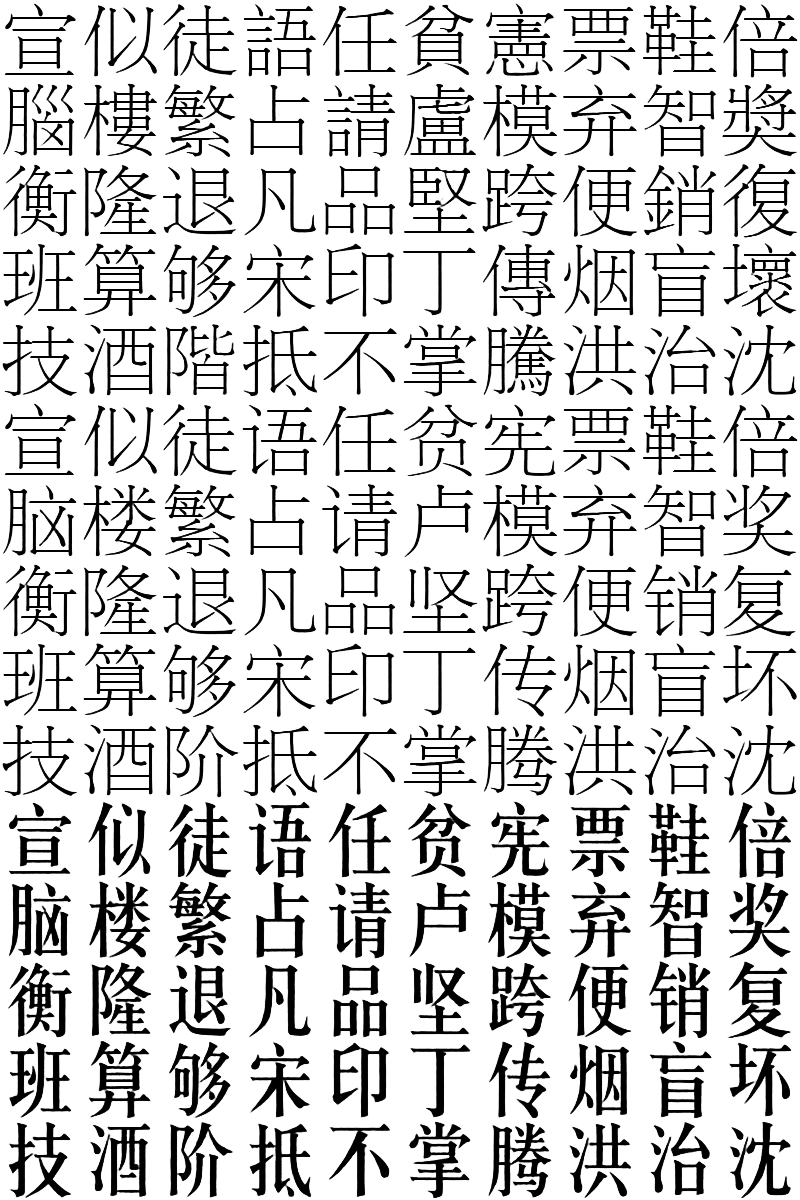 宣似徒語任貧憲票鞋倍
腦樓繁占請盧模弃智獎
衡隆退凡品堅跨便銷復
班算够宋印丁傳烟盲壞
技酒階抵不掌騰洪治沈
宣似徒语任贫宪票鞋倍
脑楼繁占请卢模弃智奖
衡隆退凡品坚跨便销复
班算够宋印丁传烟盲坏
技酒阶抵不掌腾洪治沈
宣似徒语任贫宪票鞋倍
脑楼繁占请卢模弃智奖
衡隆退凡品坚跨便销复
班算够宋印丁传烟盲坏
技酒阶抵不掌腾洪治沈